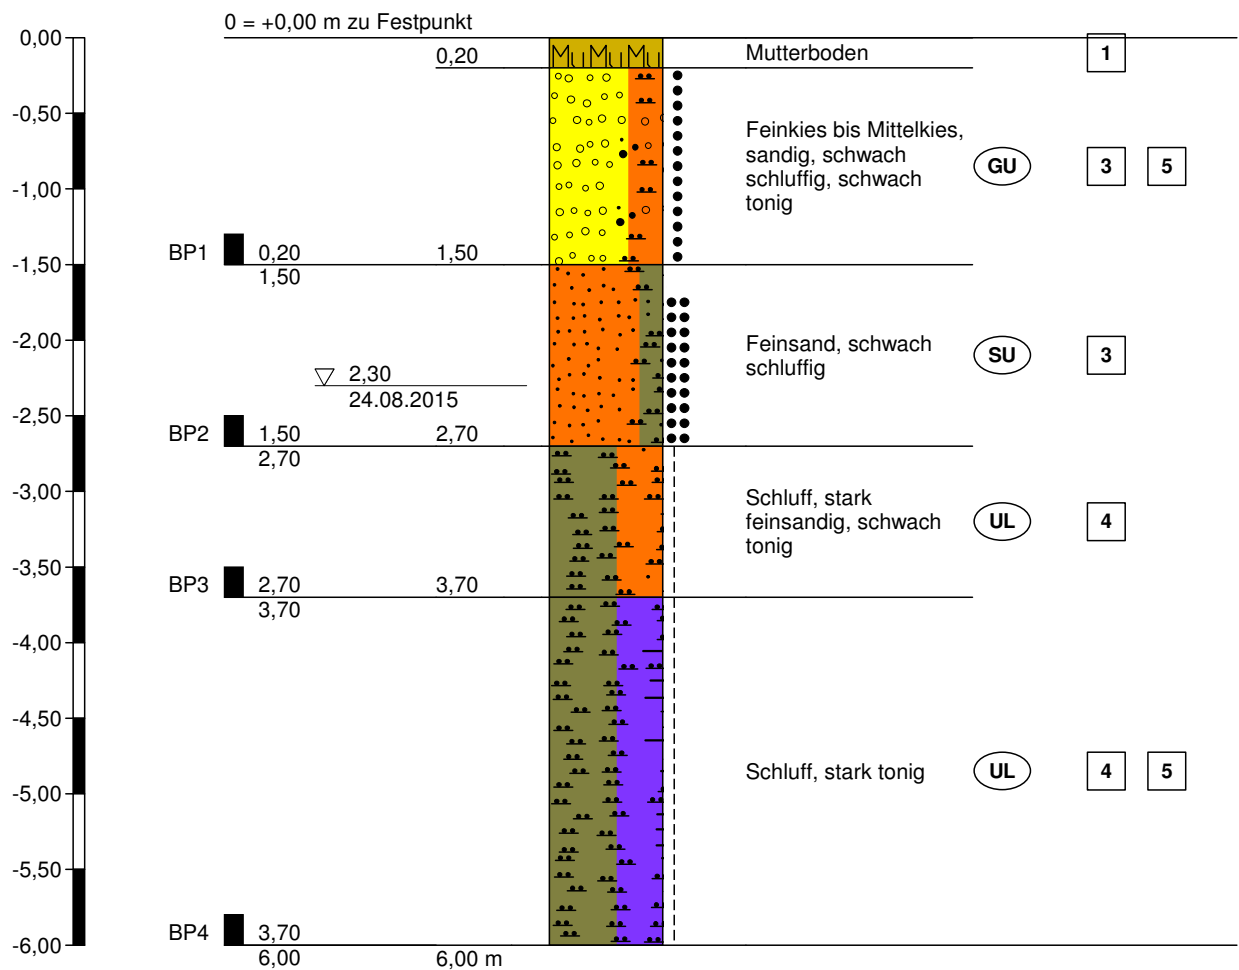 0 = +0,00 m zu Festpunkt
0,00
0,20
Mu Mu Mu
Mutterboden
1
-0,50
Feinkies bis Mittelkies,
sandig, schwach
schluffig, schwach
tonig
GU
3
5
-1,00
BP1
0,20
1,50
1,50
-1,50
Feinsand, schwach
schluffig
SU
3
-2,00
2,30
24.08.2015
-2,50
BP2
1,50
2,70
2,70
-3,00
Schluff, stark
feinsandig, schwach
tonig
UL
4
-3,50
BP3
2,70
3,70
3,70
-4,00
-4,50
Schluff, stark tonig
UL
4
5
-5,00
-5,50
BP4
3,70
6,00
6,00 m
-6,00